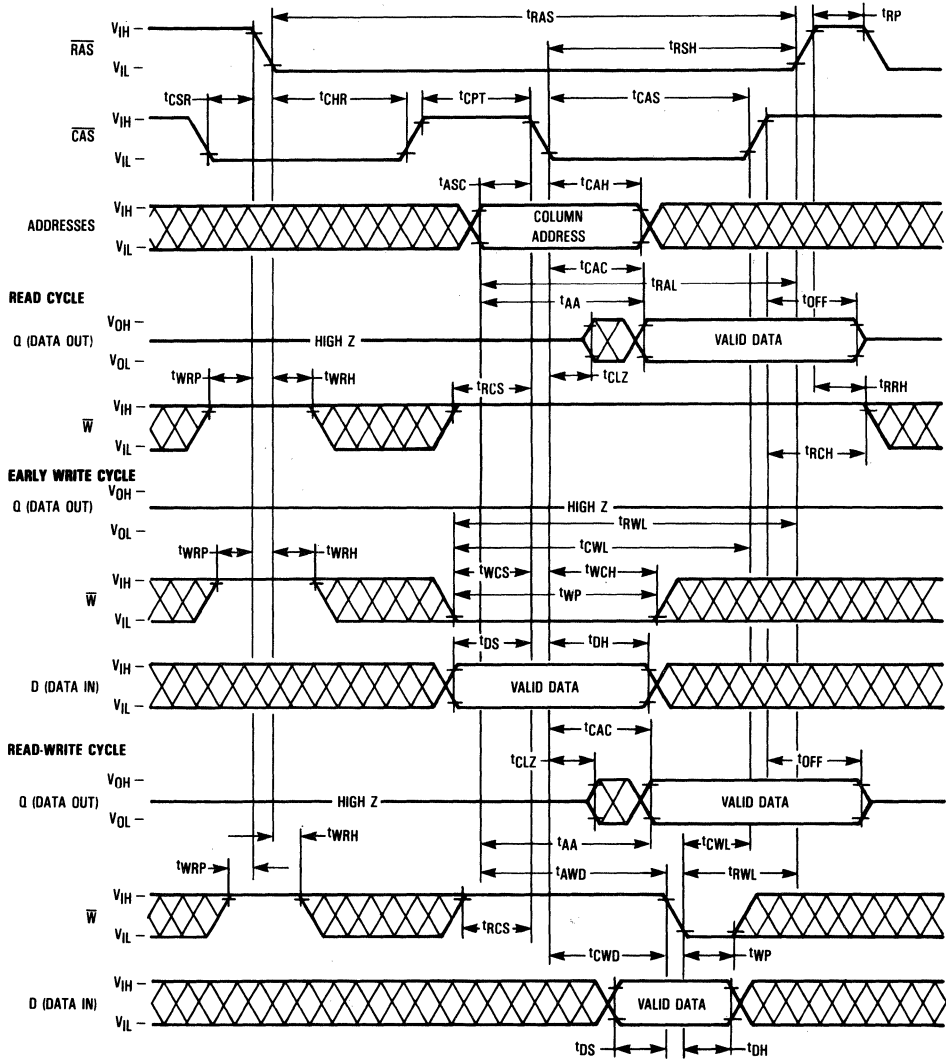 tRAS
tRP
VIH
RAS
tRSH
VIL
tCSR
tCHR
tCPT
tCAS
VIH
CAS
VIL
tASC
tCAH
VIH
ADDRESSES
COLUMN
ADDRESS
VIL
tCAC
tRAL
READ CYCLE
tAA
tOFF
VOH
Q (DATA OUT)
HIGH Z
VALID DATA
VOL
tWRP
tWRH
tCLZ
tRCS
tRRH
VIH
W
VIL
tRCH
EARLY WRITE CYCLE
VOH
Q (DATA OUT)
HIGH Z
VOL
tRWL
tWRP
tWRH
tCWL
tWCS
tWCH
VIH
W
tWP
VIL
tDS
tDH
VIH
D (DATA IN)
VALID DATA
VIL
tCAC
READ-WRITE CYCLE
tCLZ
tOFF
VOH
Q (DATA OUT)
HIGH Z
VALID DATA
VOL
tWRH
tAA
tCWL
tWRP
tAWD
tRWL
VIH
W
VIL
tRCS
tCWD
tWP
VIH
D (DATA IN)
VALID DATA
VIL
tDS
tDH